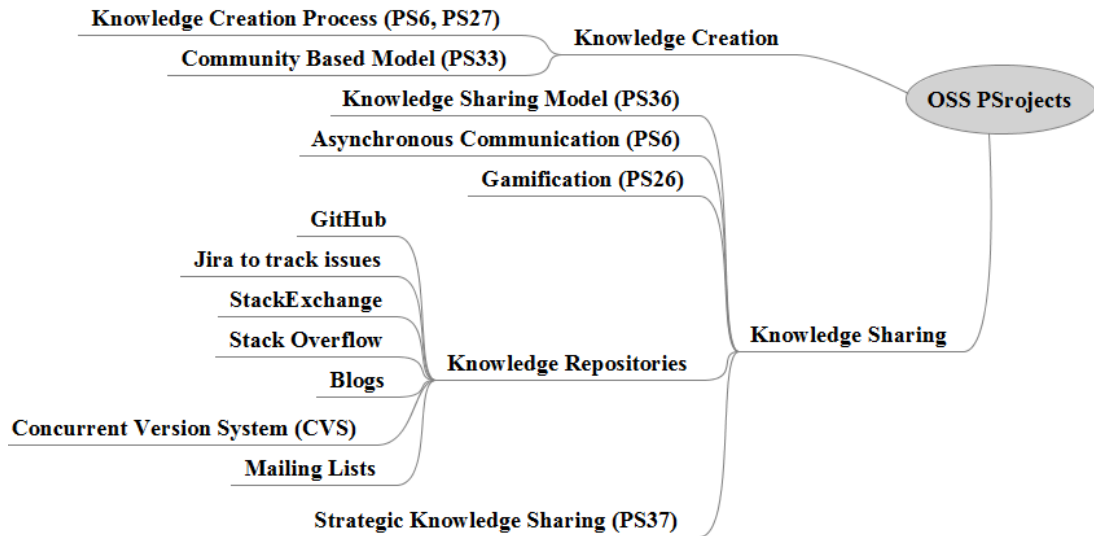 Knowledge Creation Process (PS6, PS27)
Knowledge Creation
Community Based Model (PS33)
OSS PSrojects
Knowledge Sharing Model (PS36)
Asynchronous Communication (PS6)
Gamification (PS26)
GitHub
Jira to track issues
StackExchange
Stack Overflow
Knowledge Sharing
Knowledge Repositories
Blogs
Concurrent Version System (CVS)
Mailing Lists
Strategic Knowledge Sharing (PS37)